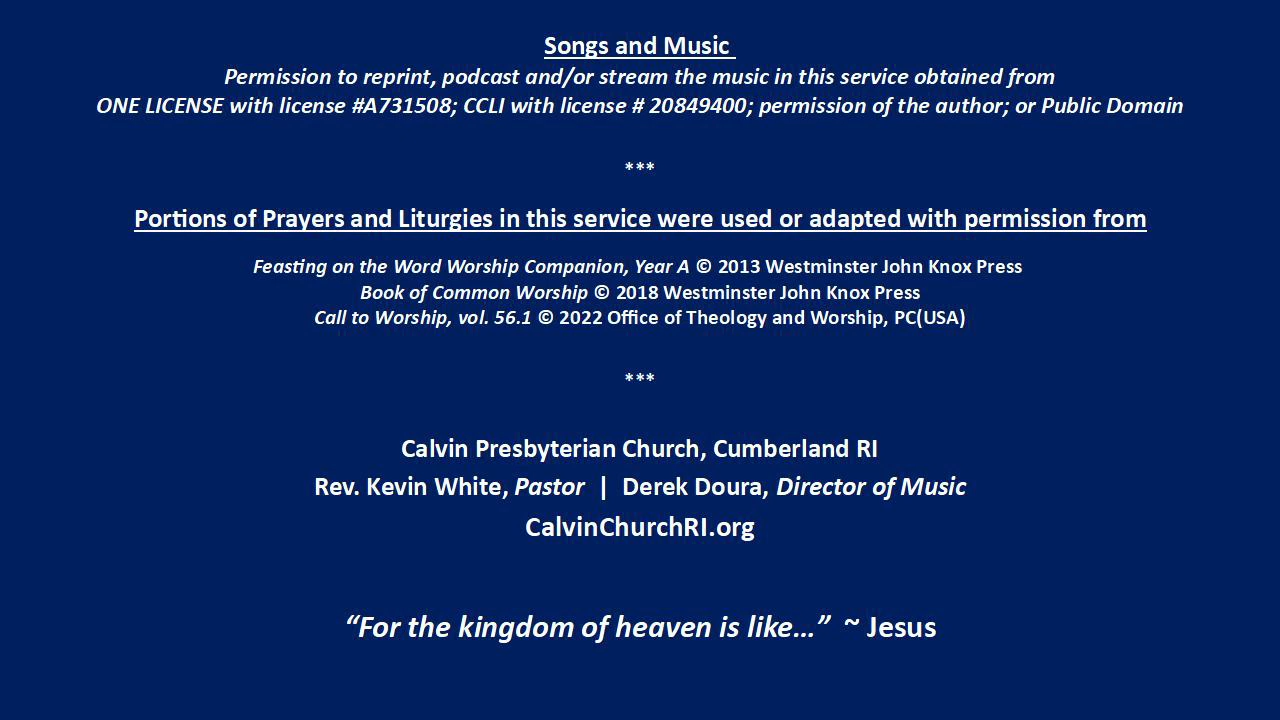 Songs and Music
Permission to reprint, podcast and/or stream the music in this service obtained from
ONE LICENSE with license #A731508; CCLI with license # 20849400; permission of the author; or Public Domain
***
Portions of Prayers and Liturgies in this service were used or adapted with permission from
Feasting on the Word Worship Companion, Year A © 2013 Westminster John Knox Press
Book of Common Worship © 2018 Westminster John Knox Press
Call to Worship, vol. 56.1 © 2022 Office of Theology and Worship, PC(USA)
***
Calvin Presbyterian Church, Cumberland RI
Rev. Kevin White, Pastor | Derek Doura, Director of Music
CalvinChurchRI.org
“For the kingdom of heaven is like…” ~ Jesus